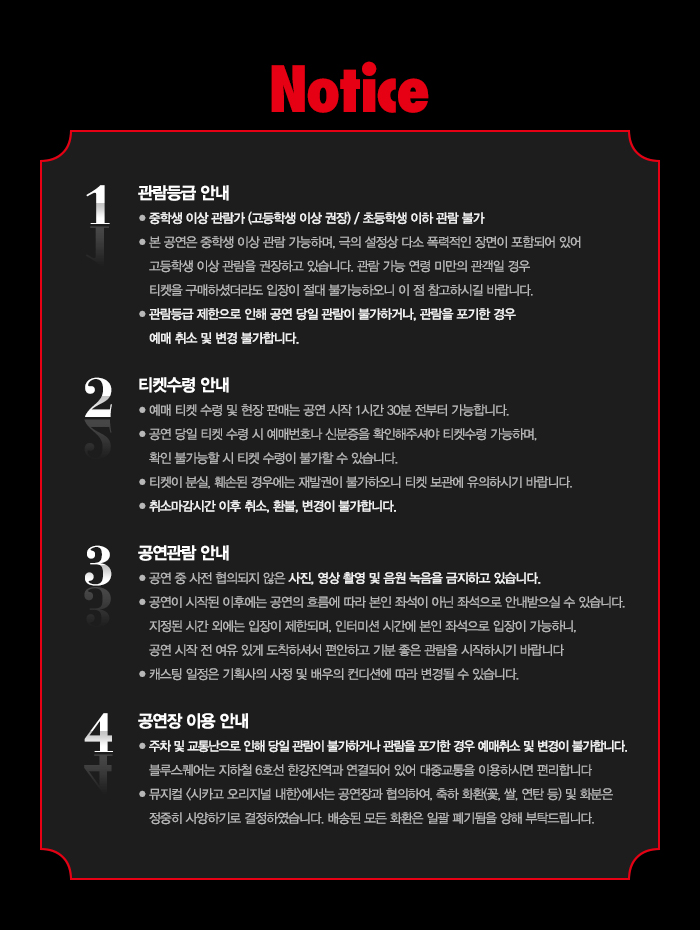 Notice
1
관람등급 안내
● 중학생 이상 관람가 (고등학생 이상 권장) / 초등학생 이하 관람 불가
● 본 공연은 중학생 이상 관람 가능하며, 극의 설정상 다소 폭력적인 장면이 포함되어 있어
고등학생 이상 관람을 권장하고 있습니다. 관람 가능 연령 미만의 관객일 경우
티켓을 구매하셨더라도 입장이 절대 불가능하오니 이 점 참고하시길 바랍니다.
● 관람등급 제한으로 인해 공연 당일 관람이 불가하거나, 관람을 포기한 경우
예매 취소 및 변경 불가합니다.
2
티켓수령 안내
● 예매 티켓 수령 및 현장 판매는 공연 시작 1시간 30분 전부터 가능합니다.
● 공연 당일 티켓 수령 시 예매번호나 신분증을 확인해주셔야 티켓수령 가능하며,
확인 불가능할 시 티켓 수령이 불가할 수 있습니다.
● 티켓이 분실, 훼손된 경우에는 재발권이 불가하오니 티켓 보관에 유의하시기 바랍니다.
● 취소마감시간 이후 취소, 환불, 변경이 불가합니다.
3
공연관람 안내
● 공연 중 사전 협의되지 않은 사진, 영상 촬영 및 음원 녹음을 금지하고 있습니다.
● 공연이 시작된 이후에는 공연의 흐름에 따라 본인 좌석이 아닌 좌석으로 안내받으실 수 있습니다.
지정된 시간 외에는 입장이 제한되며, 인터미션 시간에 본인 좌석으로 입장이 가능하니,
공연 시작 전 여유 있게 도착하셔서 편안하고 기분 좋은 관람을 시작하시기 바랍니다
● 캐스팅 일정은 기획사의 사정 및 배우의 컨디션에 따라 변경될 수 있습니다.
4
공연장 이용 안내
● 주차 및 교통난으로 인해 당일 관람이 불가하거나 관람을 포기한 경우 예매취소 및 변경이 불가합니다.
블루스퀘어는 지하철 6호선 한강진역과 연결되어 있어 대중교통을 이용하시면 편리합니다
● 뮤지컬 〈시카고 오리지널 내한〉에서는 공연장과 협의하여, 축하 화환(꽃, 쌀, 연탄 등) 및 화분은
정중히 사양하기로 결정하였습니다. 배송된 모든 화환은 일괄 폐기됨을 양해 부탁드립니다.